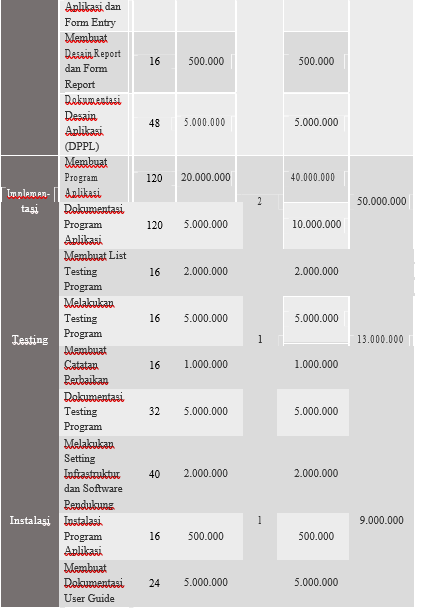 Aplikasi dan
Form Entry
Membuat
Desain Report
dan Form
Report
16
500.000
500.000
Dokumentasi
Desain
Aplikasi
(DPPL)
48
5.000.000
5.000.000
Implemen-
tasi
Membuat
Program
Aplikasi
120
20.000.000
2
40.000.000
50.000.000
Dokumentasi
Program
Aplikasi
120
5.000.000
10.000.000
Testing
Membuat List
Testing
Program
16
2.000.000
1
2.000.000
13.000.000
Melakukan
Testing
Program
16
5.000.000
5.000.000
Membuat
Catatan
Perbaikan
16
1.000.000
1.000.000
Dokumentasi
Testing
Program
32
5.000.000
5.000.000
Instalasi
Melakukan
Setting
Infrastruktur
dan Software
Pendukung
40
2.000.000
1
2.000.000
9.000.000
Instalasi
Program
Aplikasi
16
500.000
500.000
Membuat
Dokumentasi
User Guide
24
5.000.000
5.000.000